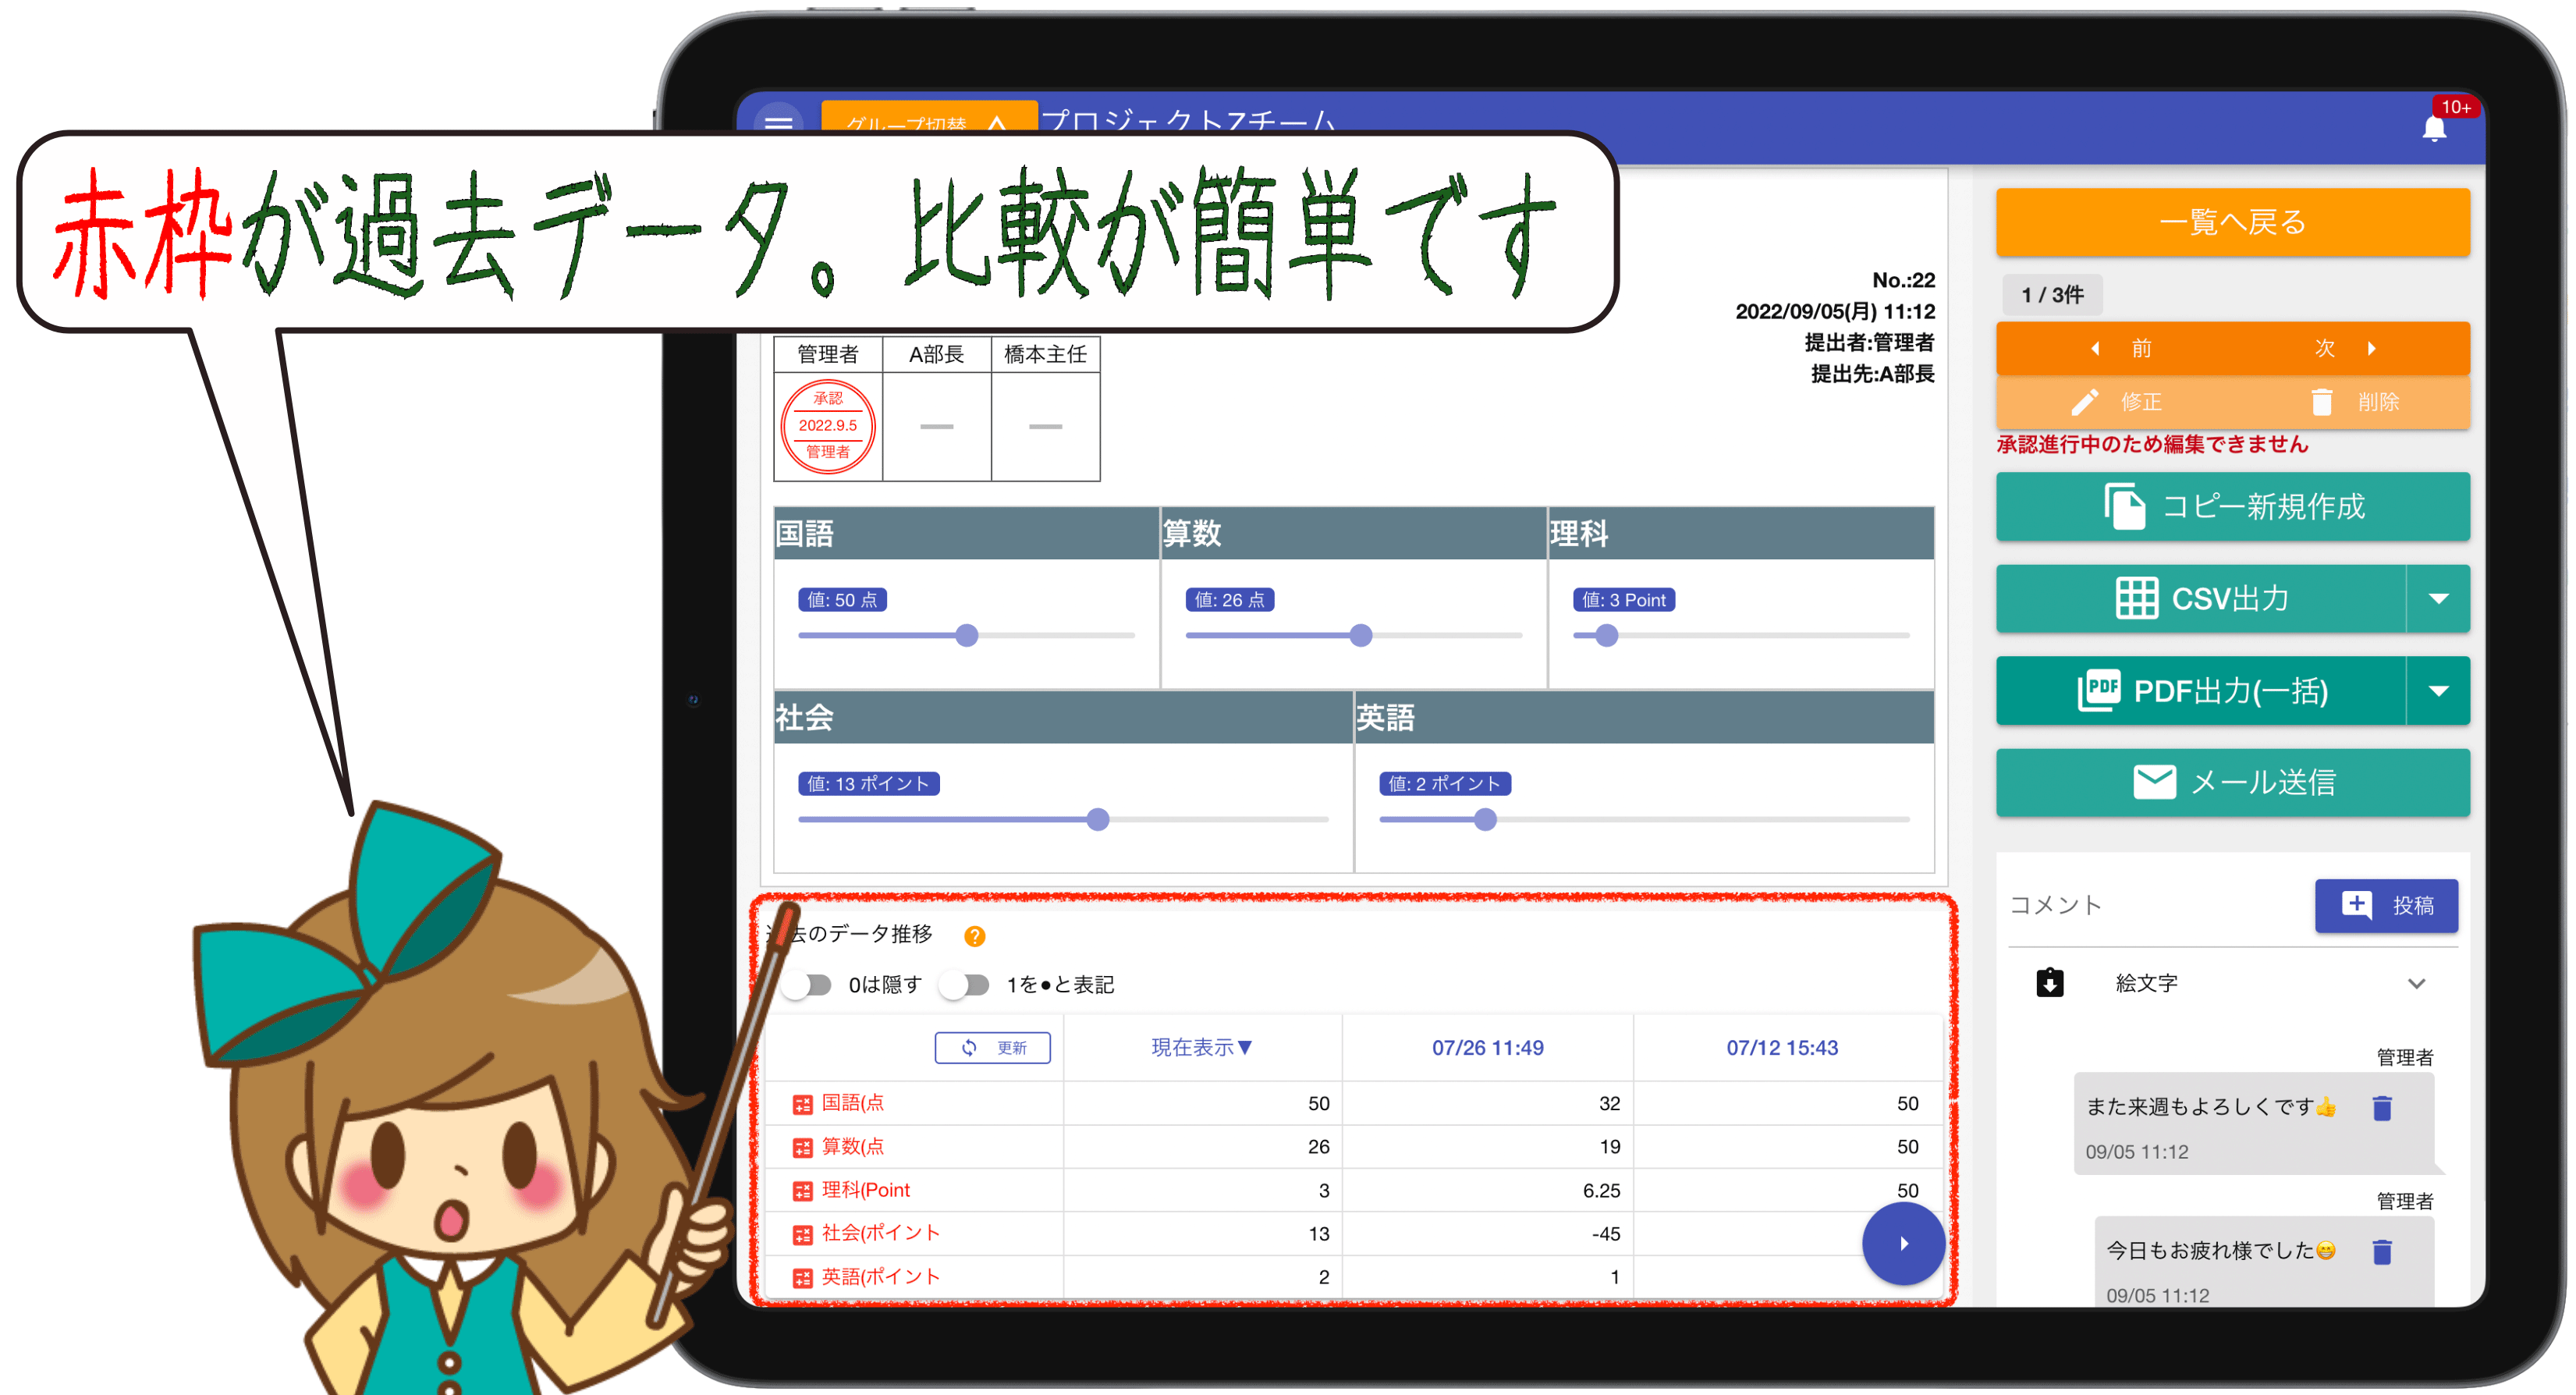 赤枠が過去データ。比較が簡単です
グループ切替
プロジェクトZチーム
10+
No.:22
2022/09/05(月) 11:12
提出者:管理者
提出先:A部長
管理者 A部長 橋本主任
承認
2022.9.5
管理者
国語 算数 理科
値: 50 点 値: 26 点 値: 3 Point
社会 英語
値: 13 ポイント 値: 2 ポイント
去のデータ推移 ?
0は隠す 1を●と表記
更新 現在表示▼ 07/26 11:49 07/12 15:43
国語(点 50 32 50
算数(点 26 19 50
理科(Point 3 6.25 50
社会(ポイント 13 -45
英語(ポイント 2 1
一覧へ戻る
1 / 3件
前 次
修正 削除
承認進行中のため編集できません
コピー新規作成
CSV出力
PDF PDF出力(一括)
メール送信
コメント 投稿
絵文字
管理者
また来週もよろしくです👍
09/05 11:12
管理者
今日もお疲れ様でした😁
09/05 11:12